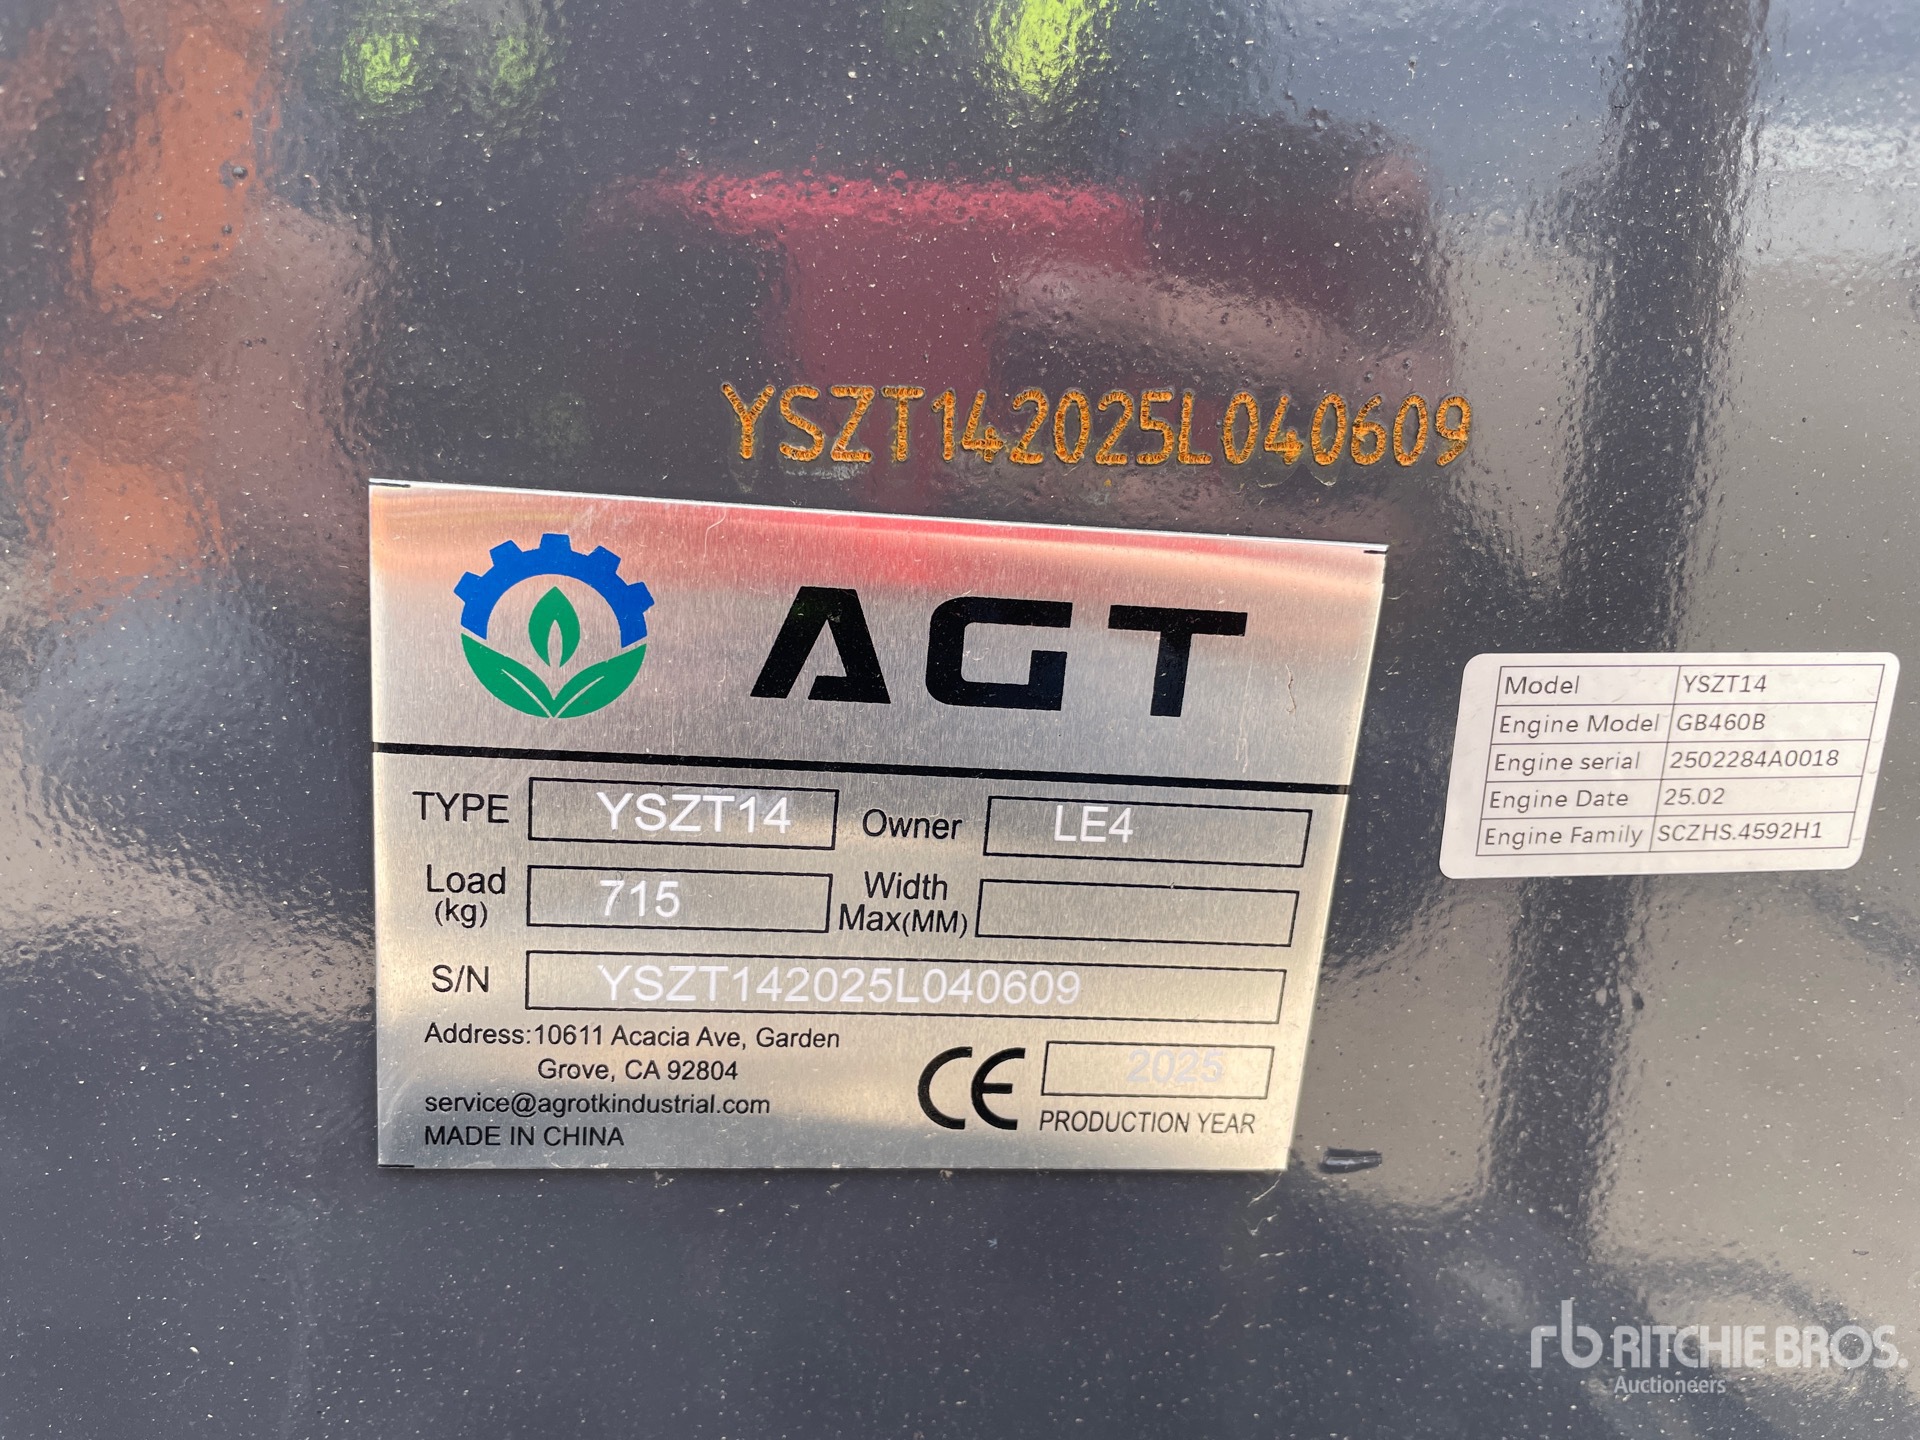 YSZT142025L040609
AGT
TYPE YSZT14 Owner LE4
Load (kg) 715 Width Max(MM)
S/N YSZT142025L040609
Address:10611 Acacia Ave, Garden
Grove, CA 92804
service@agrotkindustrial.com
MADE IN CHINA
CE 2025
PRODUCTION YEAR
Model YSZT14
Engine Model GB460B
Engine serial 2502284A0018
Engine Date 25.02
Engine Family SCZHS.4592H1
rb RITCHIE BROS.
Auctioneers